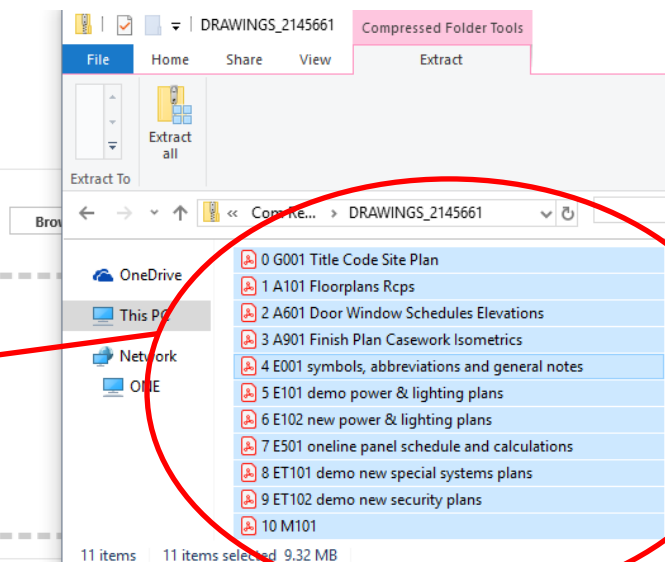 DRAWINGS_2145661
Compressed Folder Tools
File Home Share View Extract
Extract all
Extract To
Brow
« Com Re... > DRAWINGS_2145661
OneDrive
This PC
Network
ONE
0 G001 Title Code Site Plan
1 A101 Floorplans Rcps
2 A601 Door Window Schedules Elevations
3 A901 Finish Plan Casework Isometrics
4 E001 symbols, abbreviations and general notes
5 E101 demo power & lighting plans
6 E102 new power & lighting plans
7 E501 oneline panel schedule and calculations
8 ET101 demo new special systems plans
9 ET102 demo new security plans
10 M101
11 items 11 items selected 9.32 MB